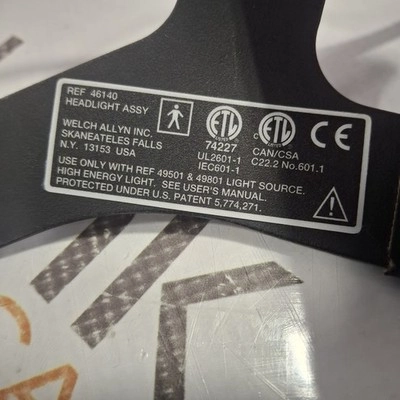 REF 46140
HEADLIGHT ASSY
WELCH ALLYN INC.
SKANEATELES FALLS
N.Y. 13153 USA
ETL
74227
UL2601-1
IEC601-1
C ETL
CAN/CSA
C22.2 No.601.1
CE
USE ONLY WITH REF 49501 & 49801 LIGHT SOURCE.
HIGH ENERGY LIGHT. SEE USER'S MANUAL.
PROTECTED UNDER U.S. PATENT 5,774,271.